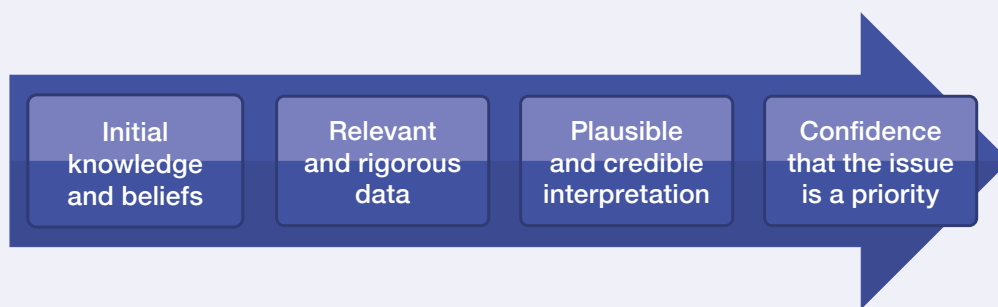 Initial
knowledge
and beliefs
Relevant
and rigorous
data
Plausible
and credible
interpretation
Confidence
that the issue
is a priority